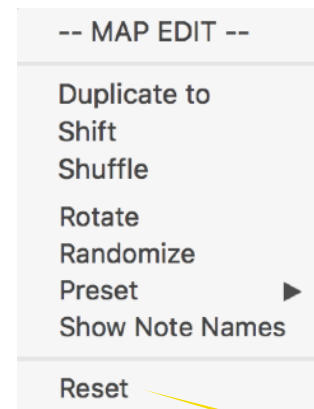 -- MAP EDIT --
Duplicate to
Shift
Shuffle
Rotate
Randomize
Preset
Show Note Names
Reset